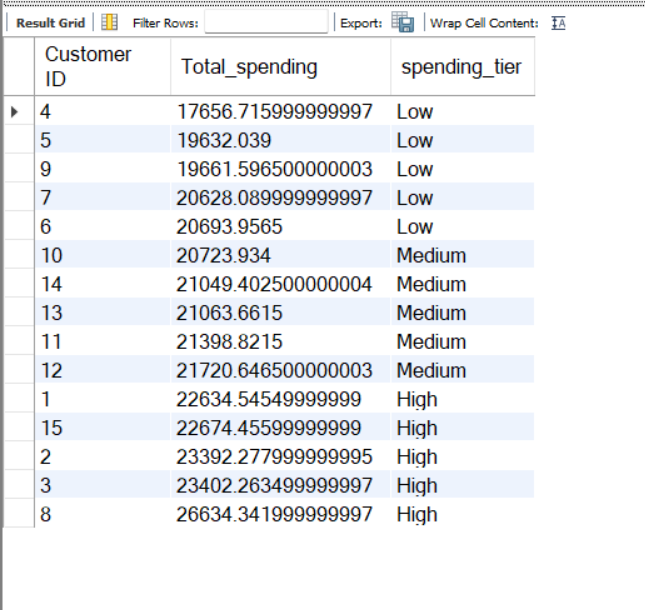 Result Grid Filter Rows: Export: Wrap Cell Content: IA
Customer ID Total_spending spending_tier
4 17656.715999999997 Low
5 19632.039 Low
9 19661.596500000003 Low
7 20628.089999999997 Low
6 20693.9565 Low
10 20723.934 Medium
14 21049.402500000004 Medium
13 21063.6615 Medium
11 21398.8215 Medium
12 21720.646500000003 Medium
1 22634.54549999999 High
15 22674.45599999999 High
2 23392.277999999995 High
3 23402.263499999997 High
8 26634.341999999997 High